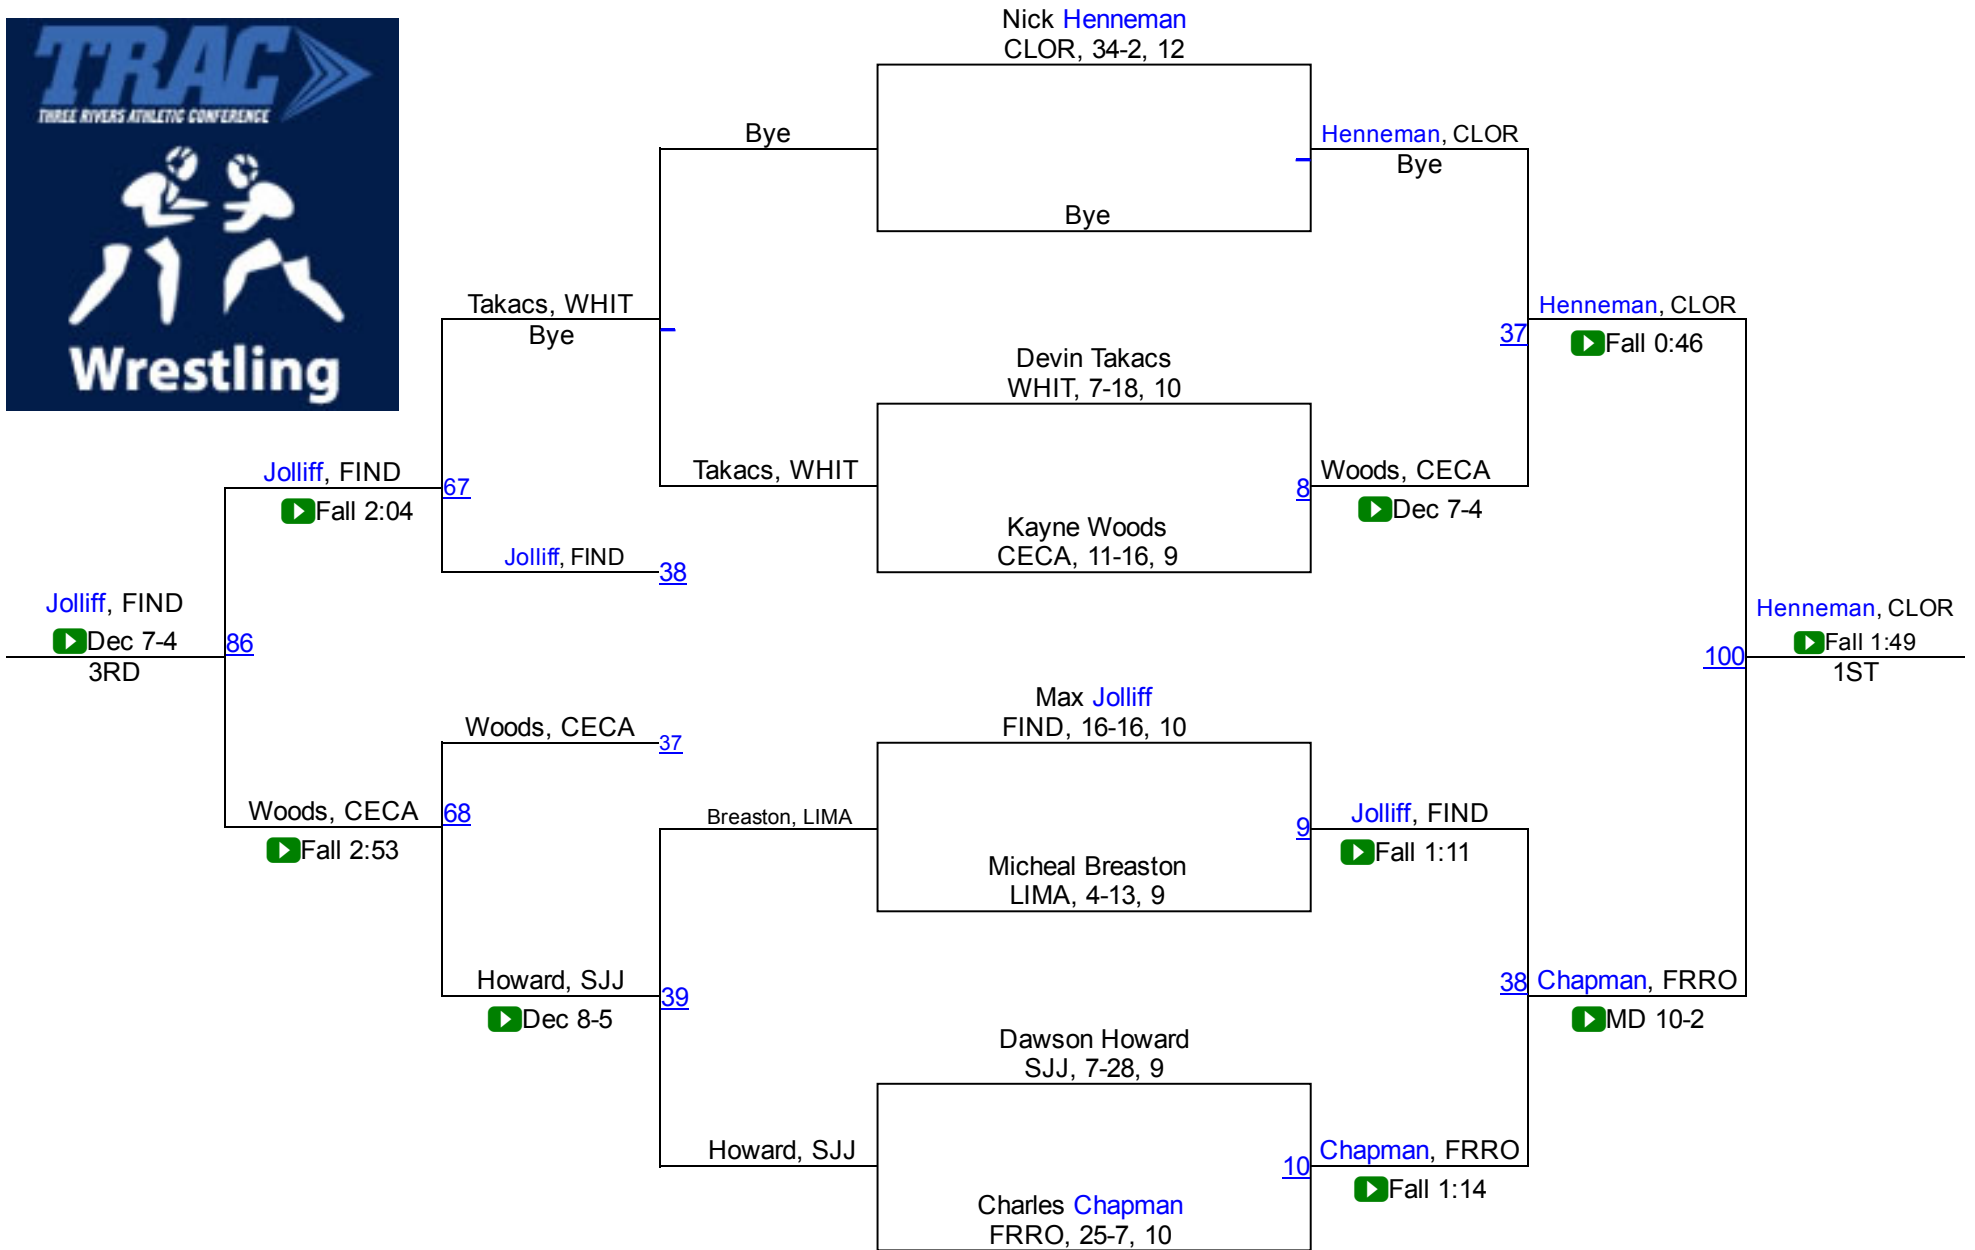 TRAC
THREE RIVERS ATHLETIC CONFERENCE
Wrestling
Nick Henneman
CLOR, 34-2, 12
Bye
Henneman, CLOR
Bye
Bye
Takacs, WHIT
Bye
Henneman, CLOR
37
Fall 0:46
Devin Takacs
WHIT, 7-18, 10
Jolliff, FIND
67
Fall 2:04
Takacs, WHIT
8
Woods, CECA
Dec 7-4
Kayne Woods
CECA, 11-16, 9
Jolliff, FIND
38
Jolliff, FIND
Dec 7-4
86
3RD
Henneman, CLOR
Fall 1:49
100
1ST
Max Jolliff
FIND, 16-16, 10
Woods, CECA
37
Woods, CECA
68
Fall 2:53
Breaston, LIMA
9
Jolliff, FIND
Fall 1:11
Micheal Breaston
LIMA, 4-13, 9
Howard, SJJ
39
Dec 8-5
38
Chapman, FRRO
MD 10-2
Dawson Howard
SJJ, 7-28, 9
Howard, SJJ
10
Chapman, FRRO
Fall 1:14
Charles Chapman
FRRO, 25-7, 10